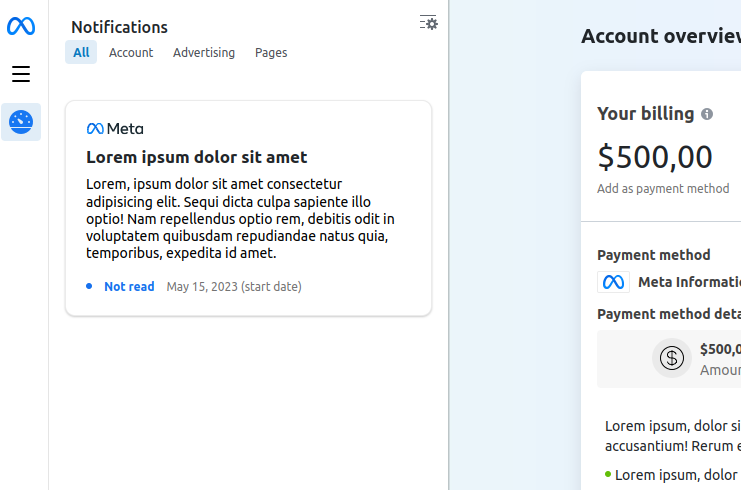 Notifications
All Account Advertising Pages
Meta
Lorem ipsum dolor sit amet
Lorem, ipsum dolor sit amet consectetur
adipisicing elit. Sequi dicta culpa sapiente illo
optio! Nam repellendus optio rem, debitis odit in
voluptatem quibusdam repudiandae natus quia,
temporibus, expedita id amet.
Not read May 15, 2023 (start date)
Account overview
Your billing
$500,00
Add as payment method
Payment method
Meta Informati
Payment method deta
$500,0
Amoun
Lorem ipsum, dolor si
accusantium! Rerum e
Lorem ipsum, dolor